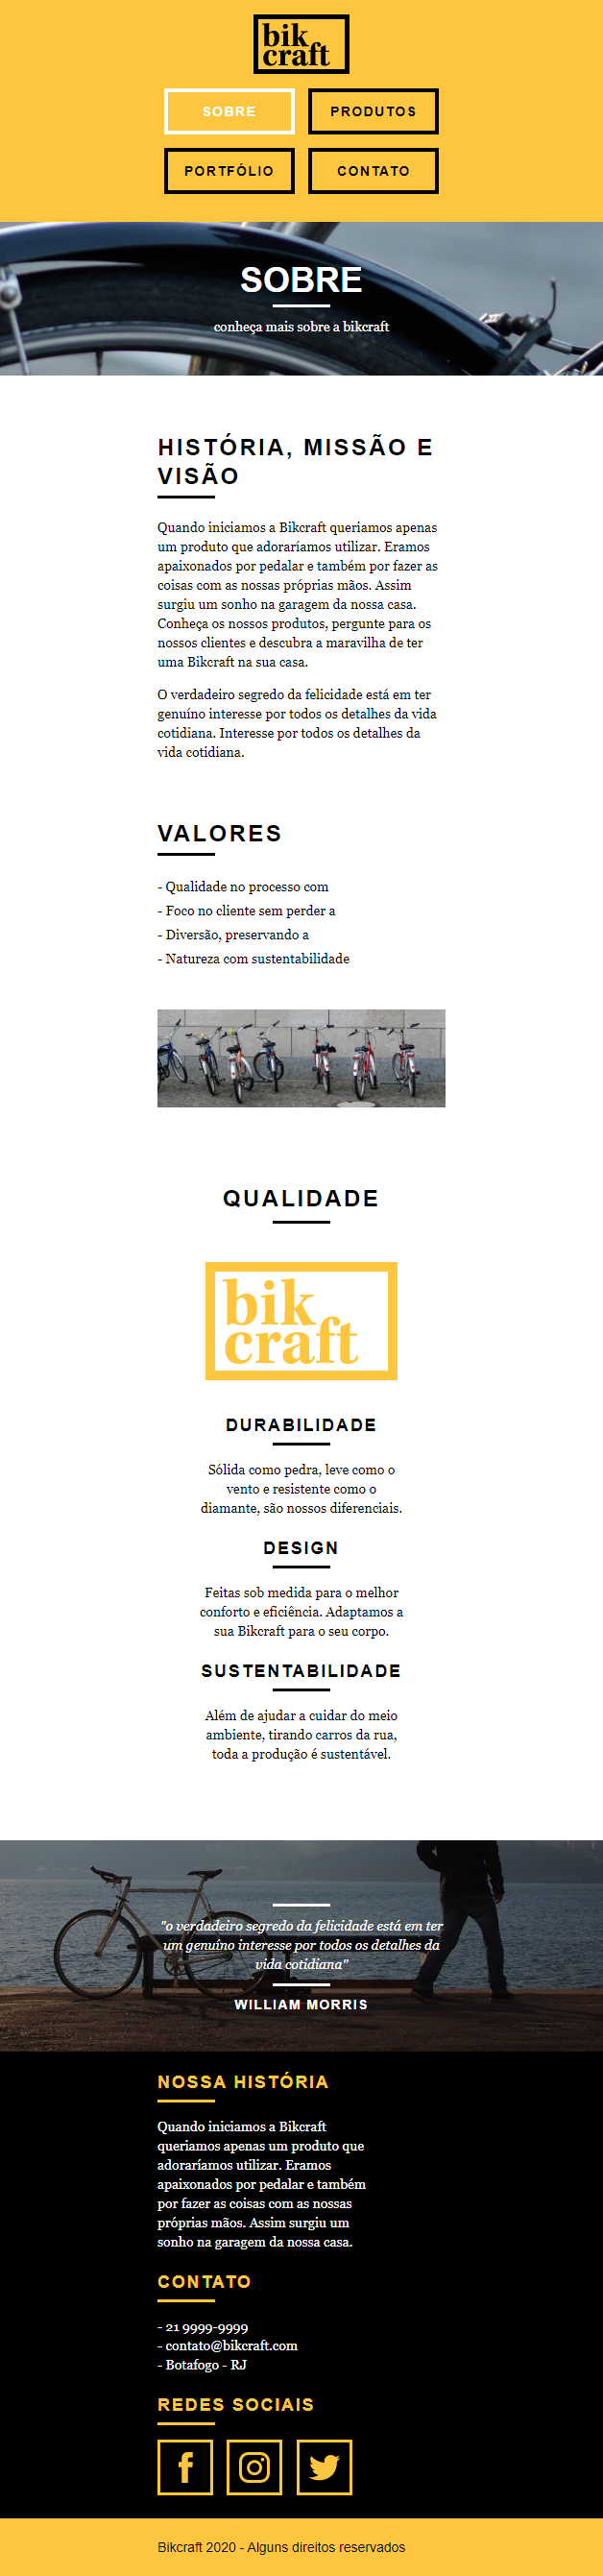 bik
craft
SOBRE
PRODUTOS
PORTFÓLIO
CONTATO
SOBRE
conheça mais sobre a bikcraft
HISTÓRIA, MISSÃO E
VISÃO
Quando iniciamos a Bikcraft queriamos apenas
um produto que adoraríamos utilizar. Eramos
apaixonados por pedalar e também por fazer as
coisas com as nossas próprias mãos. Assim
surgiu um sonho na garagem da nossa casa.
Conheça os nossos produtos, pergunte para os
nossos clientes e descubra a maravilha de ter
uma Bikcraft na sua casa.
O verdadeiro segredo da felicidade está em ter
genuíno interesse por todos os detalhes da vida
cotidiana. Interesse por todos os detalhes da
vida cotidiana.
VALORES
- Qualidade no processo com
- Foco no cliente sem perder a
- Diversão, preservando a
- Natureza com sustentabilidade
QUALIDADE
bik
craft
DURABILIDADE
Sólida como pedra, leve como o
vento e resistente como o
diamante, são nossos diferenciais.
DESIGN
Feitas sob medida para o melhor
conforto e eficiência. Adaptamos a
sua Bikcraft para o seu corpo.
SUSTENTABILIDADE
Além de ajudar a cuidar do meio
ambiente, tirando carros da rua,
toda a produção é sustentável.
"o verdadeiro segredo da felicidade está em ter
um genuíno interesse por todos os detalhes da
vida cotidiana"
WILLIAM MORRIS
NOSSA HISTÓRIA
Quando iniciamos a Bikcraft
queriamos apenas um produto que
adoraríamos utilizar. Eramos
apaixonados por pedalar e também
por fazer as coisas com as nossas
próprias mãos. Assim surgiu um
sonho na garagem da nossa casa.
CONTATO
- 21 9999-9999
- contato@bikcraft.com
- Botafogo - RJ
REDES SOCIAIS
Bikcraft 2020 - Alguns direitos reservados